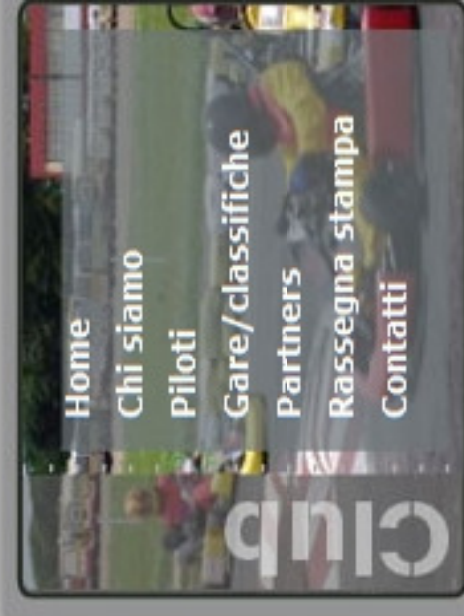 Home
Chi siamo
Piloti
Gare/classifiche
Partners
Rassegna stampa
Contatti
club